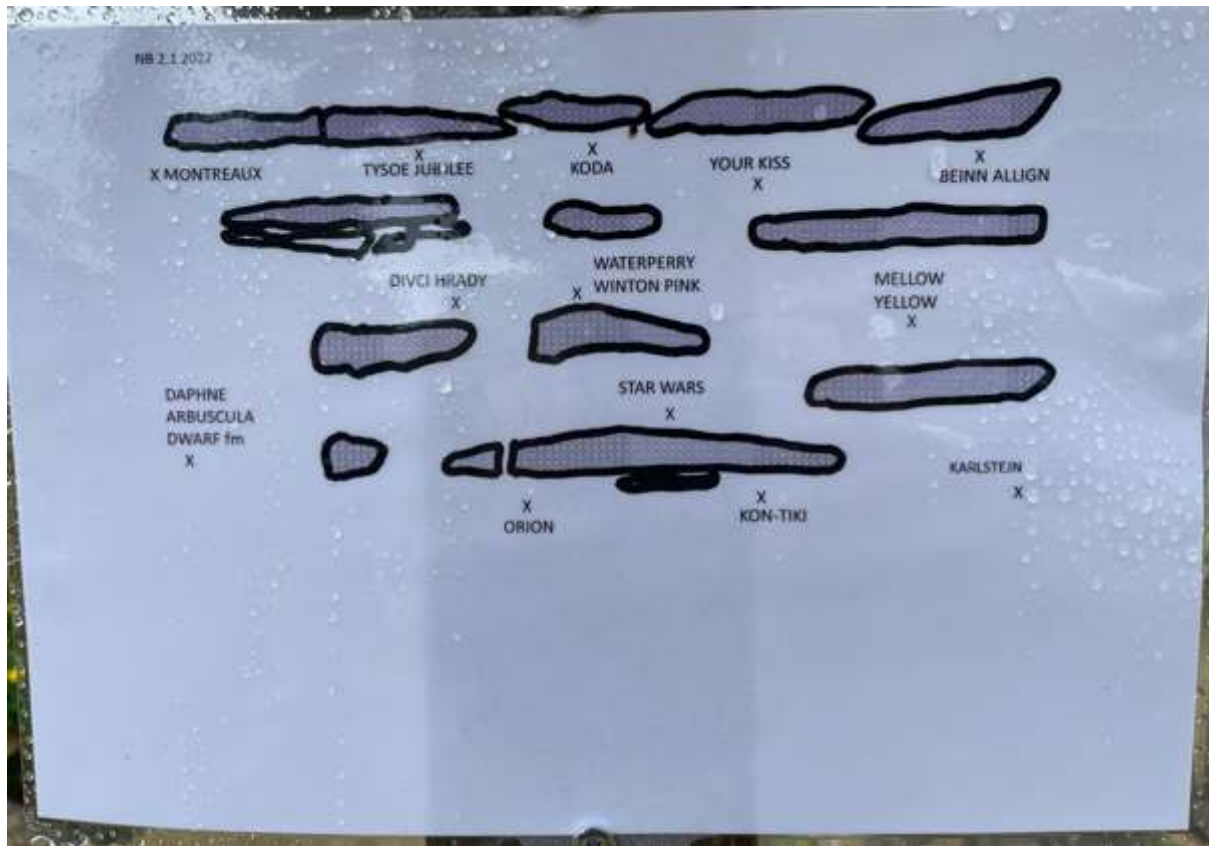 NB 2.1.2022
X MONTREAUX
X
TYSOE JUBILEE
X
KODA
YOUR KISS
X
X
BEINN ALLIGN
DIVCI HRADY
X
WATERPERRY
X WINTON PINK
MELLOW
YELLOW
X
DAPHNE
ARBUSCULA
DWARF fm
X
STAR WARS
X
X
ORION
X
KON-TIKI
KARLSTEIN
X